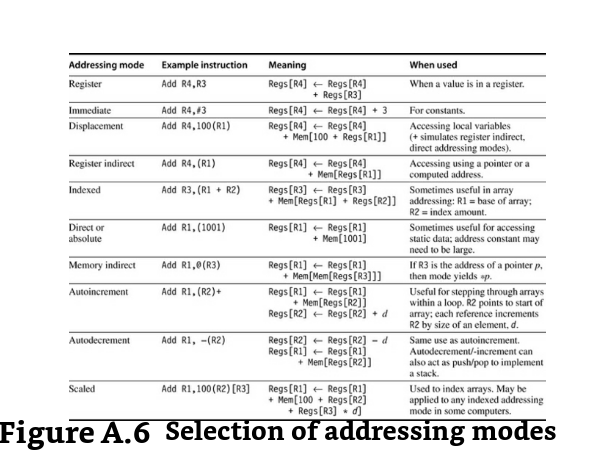 Addressing mode Example instruction Meaning When used
Register Add R4,R3 Regs[R4] ← Regs[R4] When a value is in a register.
+ Regs[R3]
Immediate Add R4,#3 Regs[R4] ← Regs[R4] + 3 For constants.
Displacement Add R4,100(R1) Regs[R4] ← Regs[R4] Accessing local variables
+ Mem[100 + Regs[R1]] (+ simulates register indirect,
direct addressing modes).
Register indirect Add R4,(R1) Regs[R4] ← Regs[R4] Accessing using a pointer or a
+ Mem[Regs[R1]] computed address.
Indexed Add R3,(R1 + R2) Regs[R3] ← Regs[R3] Sometimes useful in array
+ Mem[Regs[R1] + Regs[R2]] addressing: R1 = base of array;
R2 = index amount.
Direct or Add R1,(1001) Regs[R1] ← Regs[R1] Sometimes useful for accessing
absolute + Mem[1001] static data; address constant may
need to be large.
Memory indirect Add R1,@(R3) Regs[R1] ← Regs[R1] If R3 is the address of a pointer p,
+ Mem[Mem[Regs[R3]]] then mode yields *p.
Autoincrement Add R1,(R2)+ Regs[R1] ← Regs[R1] Useful for stepping through arrays
+ Mem[Regs[R2]] within a loop. R2 points to start of
Regs[R2] ← Regs[R2] + d array; each reference increments
R2 by size of an element, d.
Autodecrement Add R1, –(R2) Regs[R2] ← Regs[R2] – d Same use as autoincrement.
Regs[R1] ← Regs[R1] Autodecrement/-increment can
+ Mem[Regs[R2]] also act as push/pop to implement
a stack.
Scaled Add R1,100(R2)[R3] Regs[R1] ← Regs[R1] Used to index arrays. May be
+ Mem[100 + Regs[R2] applied to any indexed addressing
+ Regs[R3] * d] mode in some computers.
Figure A.6 Selection of addressing modes